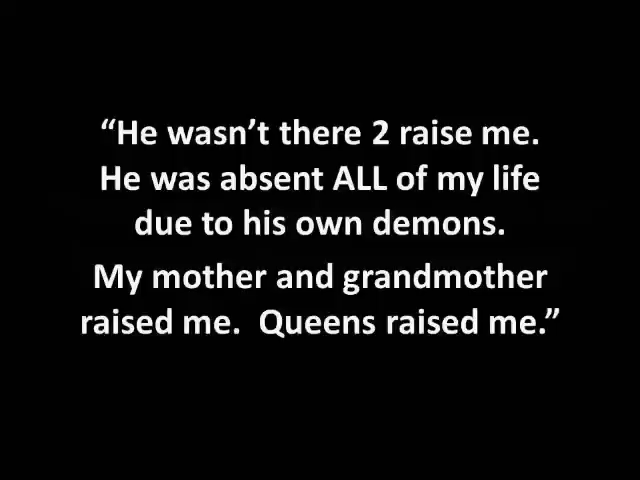 “He wasn’t there 2 raise me.
He was absent ALL of my life
due to his own demons.
My mother and grandmother
raised me.  Queens raised me.”